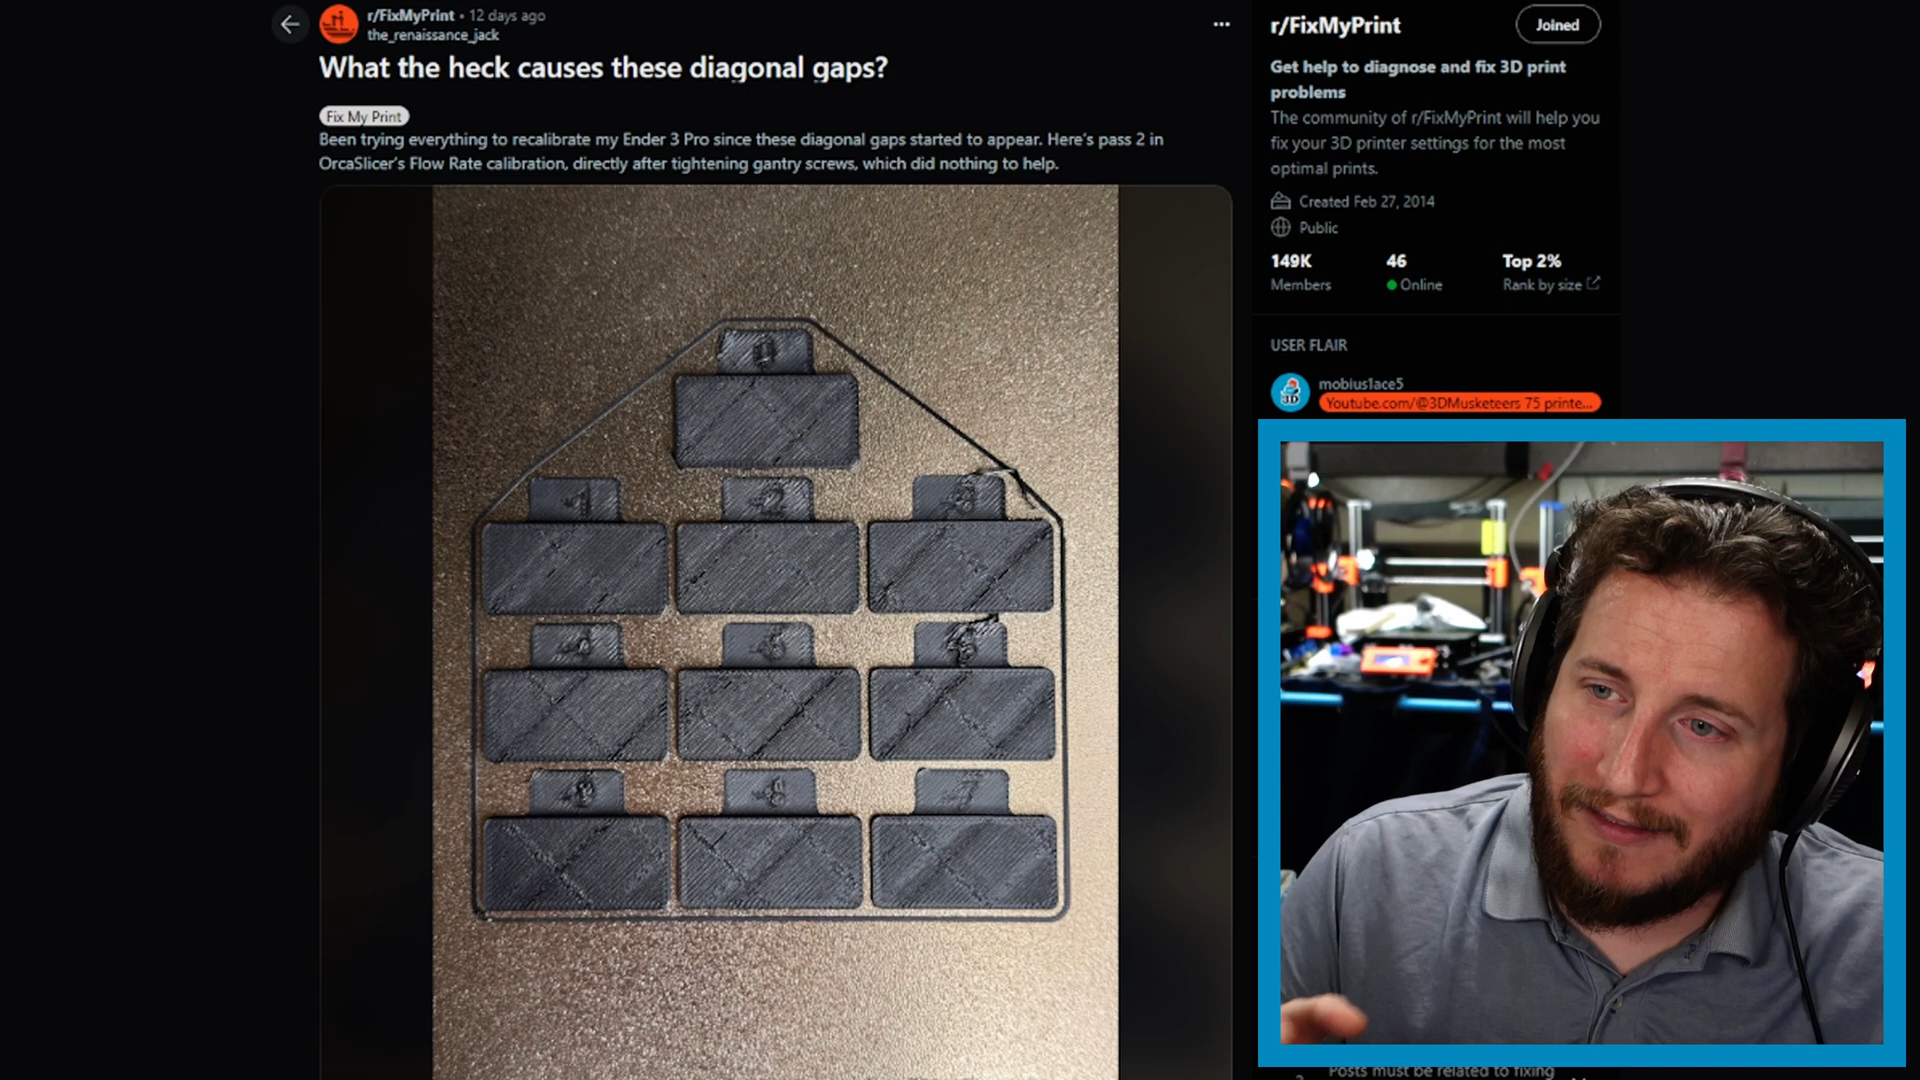 r/FixMyPrint • 12 days ago
the_renaissance_jack
What the heck causes these diagonal gaps?
Fix My Print
Been trying everything to recalibrate my Ender 3 Pro since these diagonal gaps started to appear. Here's pass 2 in
OrcaSlicer's Flow Rate calibration, directly after tightening gantry screws, which did nothing to help.
r/FixMyPrint
Joined
Get help to diagnose and fix 3D print
problems
The community of r/FixMyPrint will help you
fix your 3D printer settings for the most
optimal prints.
Created Feb 27, 2014
Public
149K 46 Top 2%
Members Online Rank by size
USER FLAIR
3D
mobius1ace5
Youtube.com/@3DMusketeers 75 printe...
Posts must be related to fixing